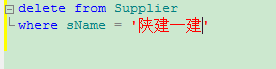 delete from Supplier
where sName = '陕建一建'